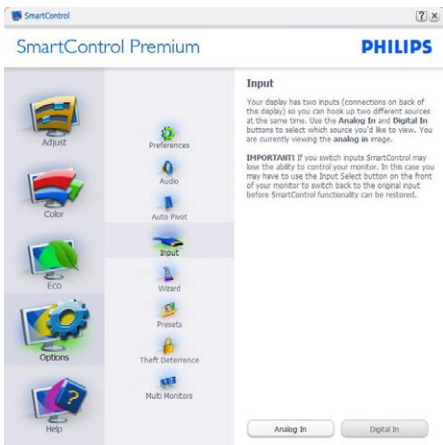 SmartControl
? x
SmartControl Premium
PHILIPS
Adjust
Color
Eco
Options
Help
Preferences
Audio
Auto Pivot
Input
Wizard
Presets
Theft Deterrence
Multi Monitors
Input
Your display has two inputs (connections on back of
the display) so you can hook up two different sources
at the same time. Use the Analog In and Digital In
buttons to select which source you'd like to view. You
are currently viewing the analog in image.
IMPORTANT! If you switch inputs SmartControl may
lose the ability to control your monitor. In this case you
may have to use the Input Select button on the front
of your monitor to switch back to the original input
before SmartControl functionality can be restored.
Analog In
Digital In